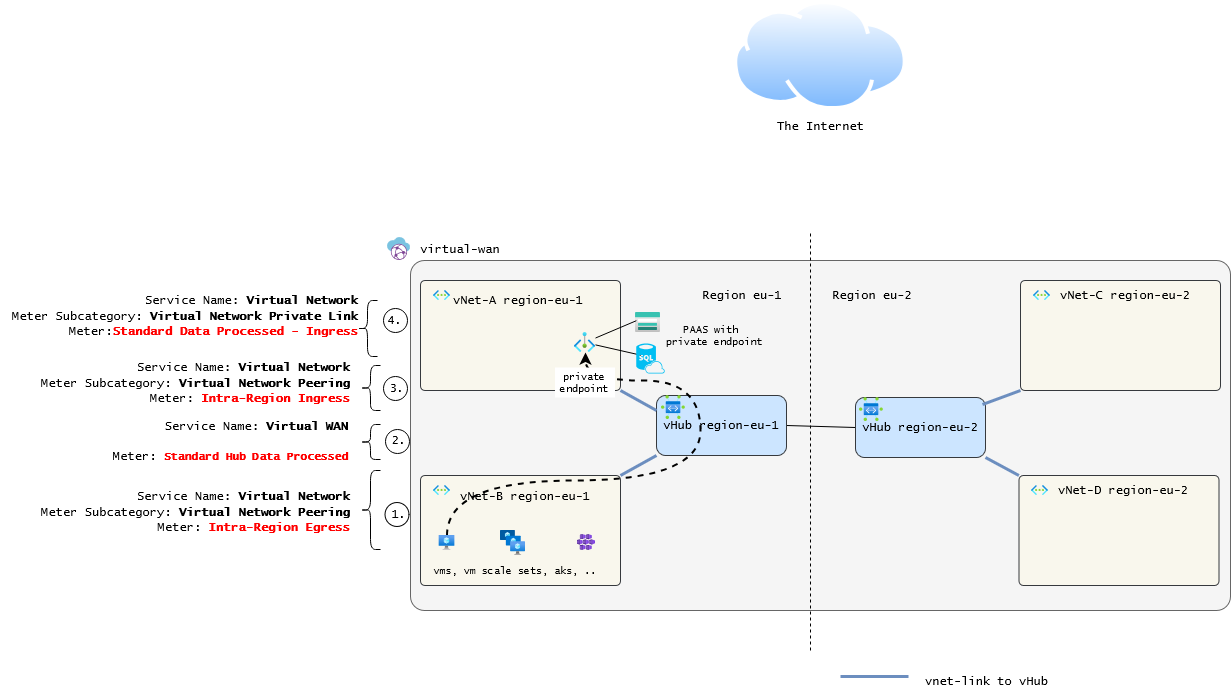 The Internet
virtual-wan
Service Name: Virtual Network
Meter Subcategory: Virtual Network Private Link
Meter:Standard Data Processed - Ingress
4.
Service Name: Virtual Network
Meter Subcategory: Virtual Network Peering
Meter: Intra-Region Ingress
3.
Service Name: Virtual WAN
Meter: Standard Hub Data Processed
2.
Service Name: Virtual Network
Meter Subcategory: Virtual Network Peering
Meter: Intra-Region Egress
1.
vNet-A region-eu-1
Region eu-1
Region eu-2
vNet-C region-eu-2
PAAS with
private endpoint
SQL
private
endpoint
vHub region-eu-1
vHub region-eu-2
vNet-B region-eu-1
vNet-D region-eu-2
vms, vm scale sets, aks, ..
vnet-link to vHub